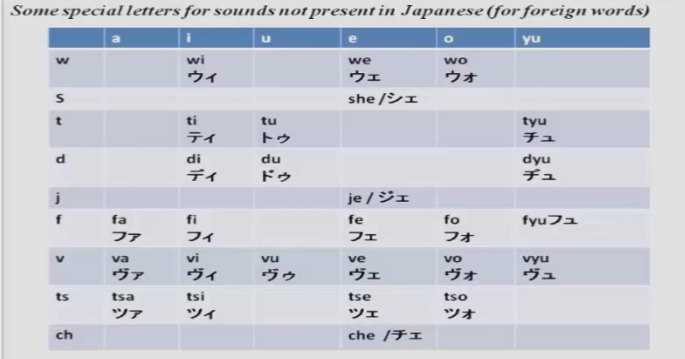 Some special letters for sounds not present in Japanese (for foreign words)
a i u e o yu
w wi we wo
ウィ ウェ ウォ
S she /シェ
t ti tu tyu
ティ トゥ チュ
d di du dyu
ディ ドゥ ヂュ
j je / ジェ
f fa fi fe fo fyuフュ
ファ フィ フェ フォ
v va vi vu ve vo vyu
ヴァ ヴィ ヴゥ ヴェ ヴォ ヴュ
ts tsa tsi tse tso
ツァ ツィ ツェ ツォ
ch che /チェ